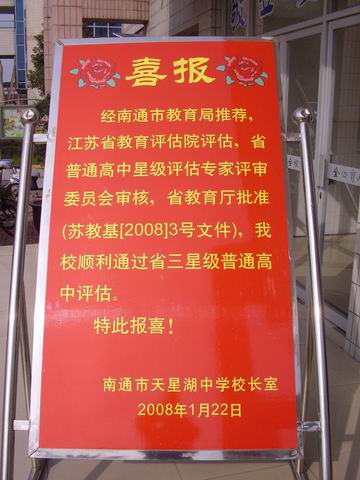 喜报
经南通市教育局推荐，
江苏省教育评估院评估，省
普通高中星级评估专家评审
委员会审核，省教育厅批准
(苏教基[2008]3号文件)，我
校顺利通过省三星级普通高
中评估。
特此报喜！
南通市天星湖中学校长室
2008年1月22日